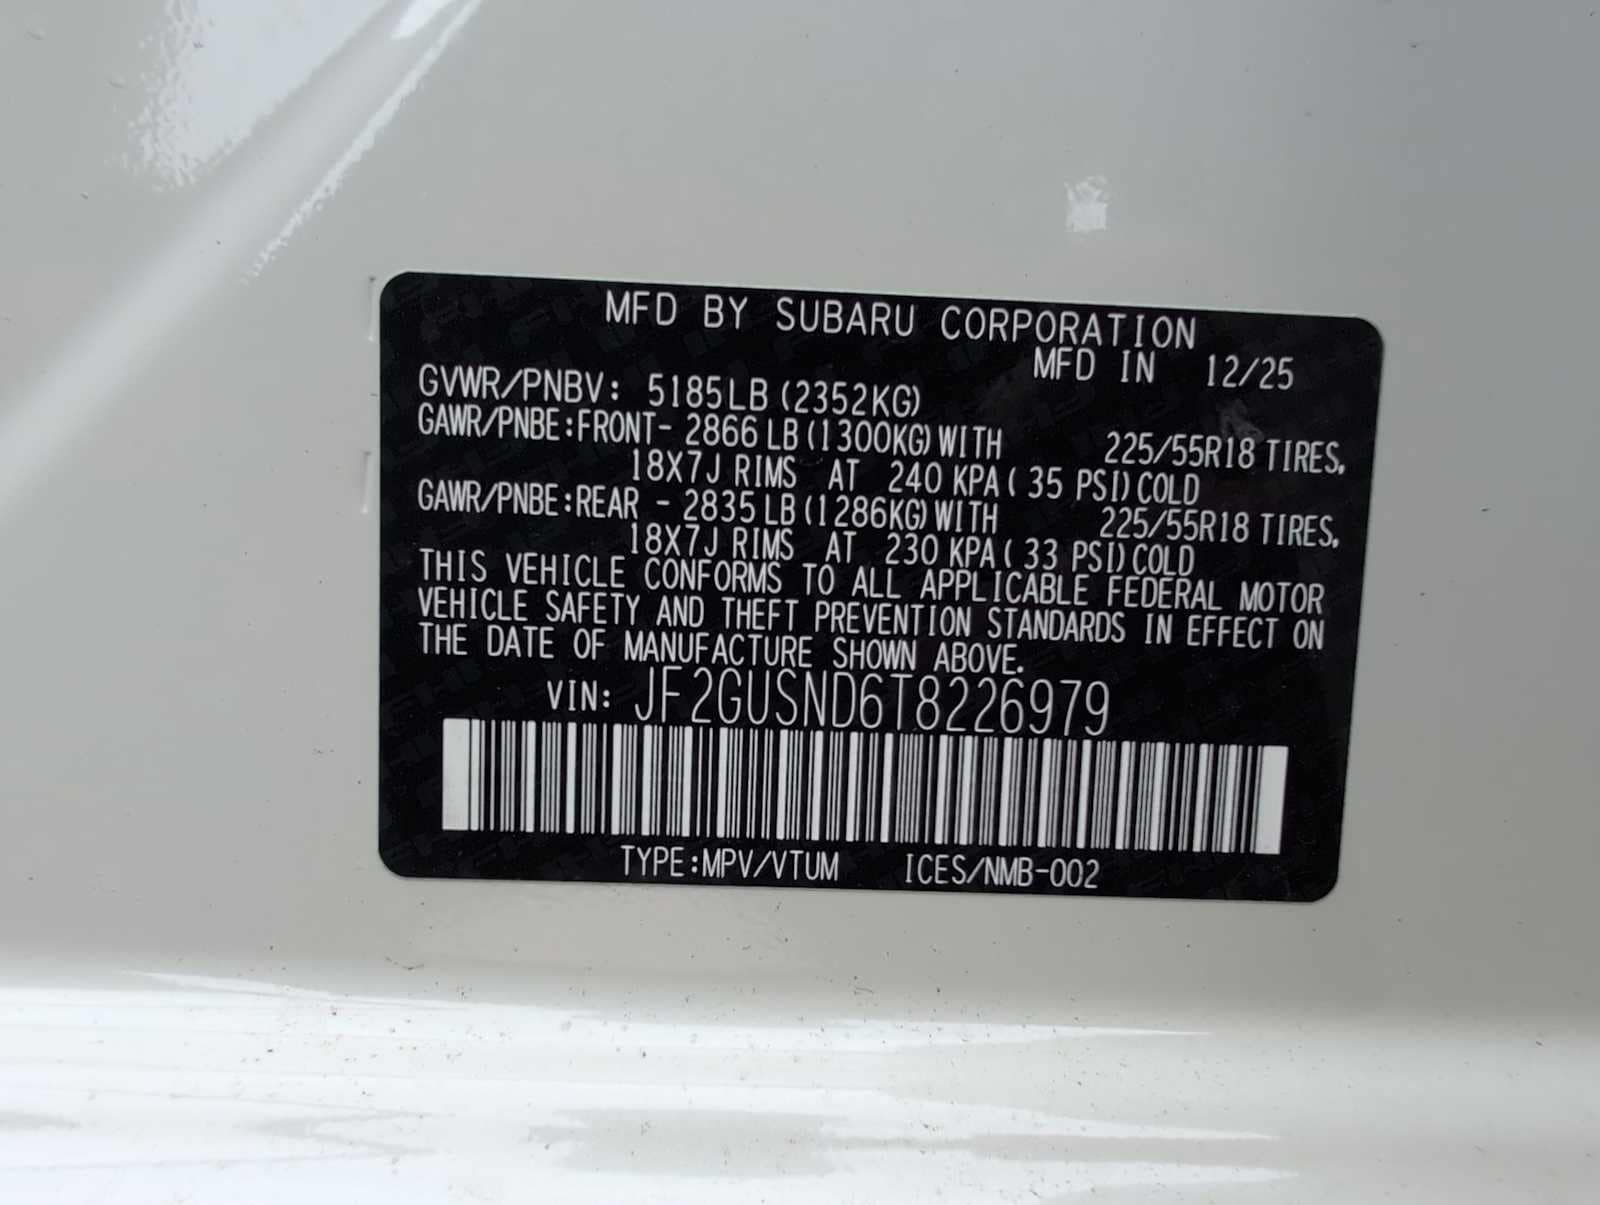 MFD BY SUBARU CORPORATION
MFD IN 12/25
GVWR/PNBV: 5185LB (2352KG)
GAWR/PNBE:FRONT- 2866 LB (1300KG) WITH 225/55R18 TIRES,
18X7J RIMS AT 240 KPA ( 35 PSI) COLD
GAWR/PNBE:REAR - 2835 LB (1286KG) WITH 225/55R18 TIRES,
18X7J RIMS AT 230 KPA ( 33 PSI) COLD
THIS VEHICLE CONFORMS TO ALL APPLICABLE FEDERAL MOTOR
VEHICLE SAFETY AND THEFT PREVENTION STANDARDS IN EFFECT ON
THE DATE OF MANUFACTURE SHOWN ABOVE.
VIN: JF2GUSND6T8226979
TYPE:MPV/VTUM ICES/NMB-002